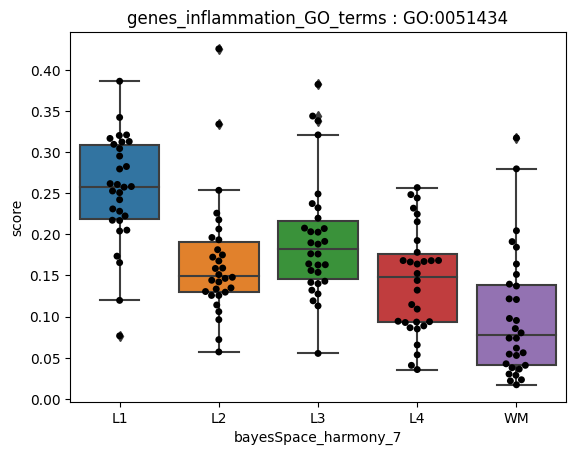 genes_inflammation_GO_terms : GO:0051434
0.40
0.35
0.30
0.25
0.20
0.15
0.10
0.05
0.00
score
L1 L2 L3 L4 WM
bayesSpace_harmony_7